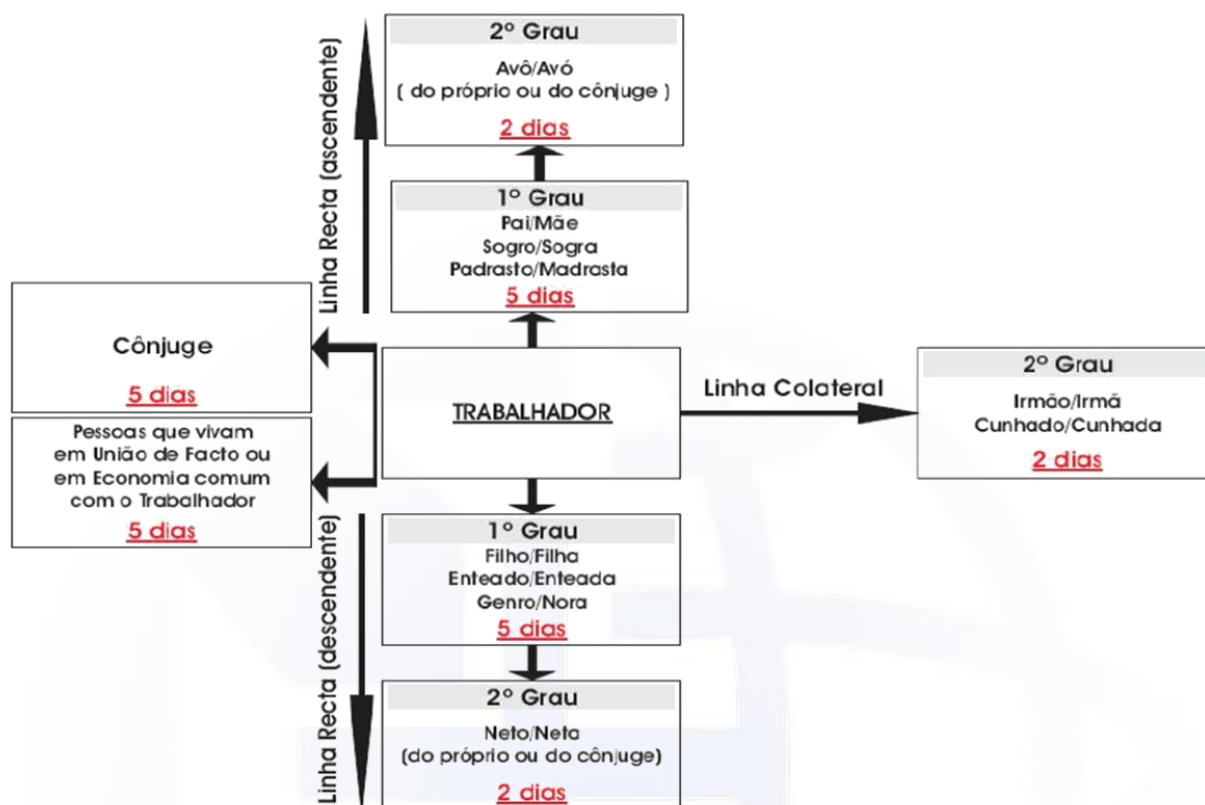 2º Grau
Avô/Avó
( do próprio ou do cônjuge )
2 dias
Linha Recta (ascendente)
1º Grau
Pai/Mãe
Sogro/Sogra
Padrasto/Madrasta
5 dias
Cônjuge
5 dias
Pessoas que vivam
em União de Facto ou
em Economia comum
com o Trabalhador
5 dias
TRABALHADOR
Linha Colateral
2º Grau
Irmão/Irmã
Cunhado/Cunhada
2 dias
Linha Recta (descendente)
1º Grau
Filho/Filha
Enteado/Enteada
Genro/Nora
5 dias
2º Grau
Neto/Neta
(do próprio ou do cônjuge)
2 dias